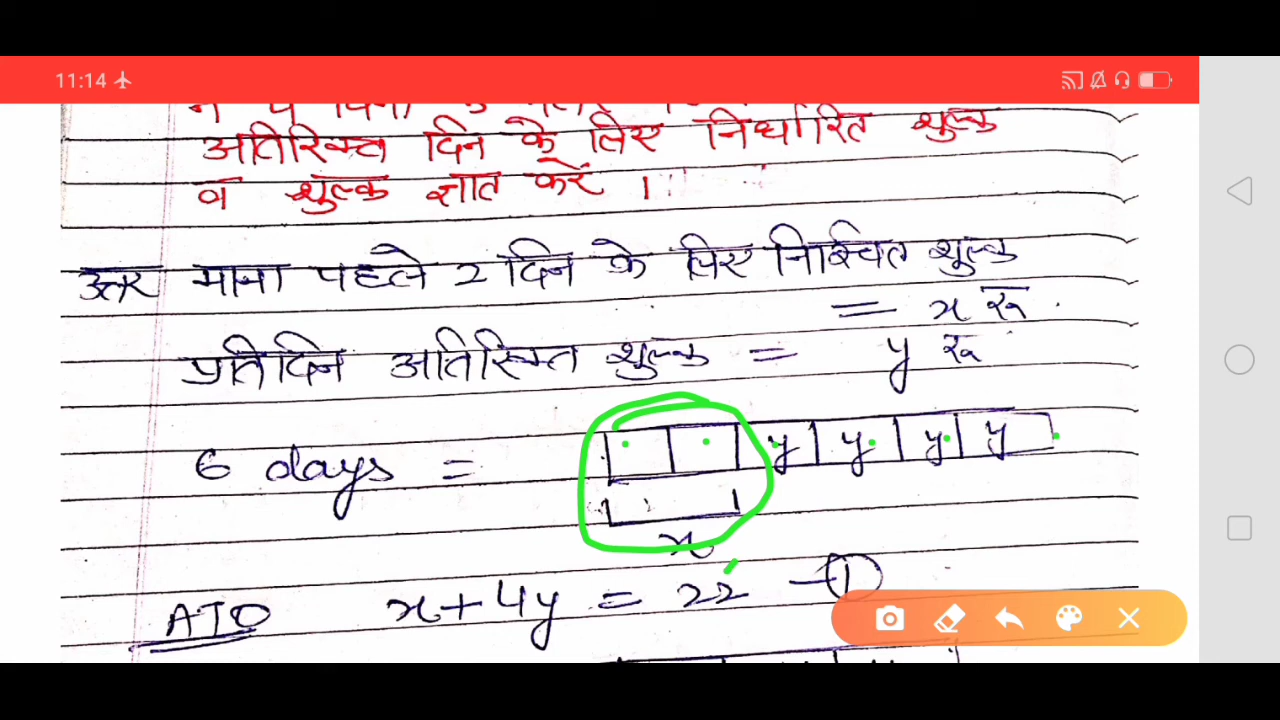 11:14
अतिरिक्त दिन के लिए निर्धारित शुल्क
व शुल्क ज्ञात करें ।
उत्तर माना पहले 2 दिन के लिए निश्चित शुल्क
= x रू
प्रतिदिन अतिरिक्त शुल्क = y रू
6 days = y y y y
x
ATQ x + 4y = 22 - ①